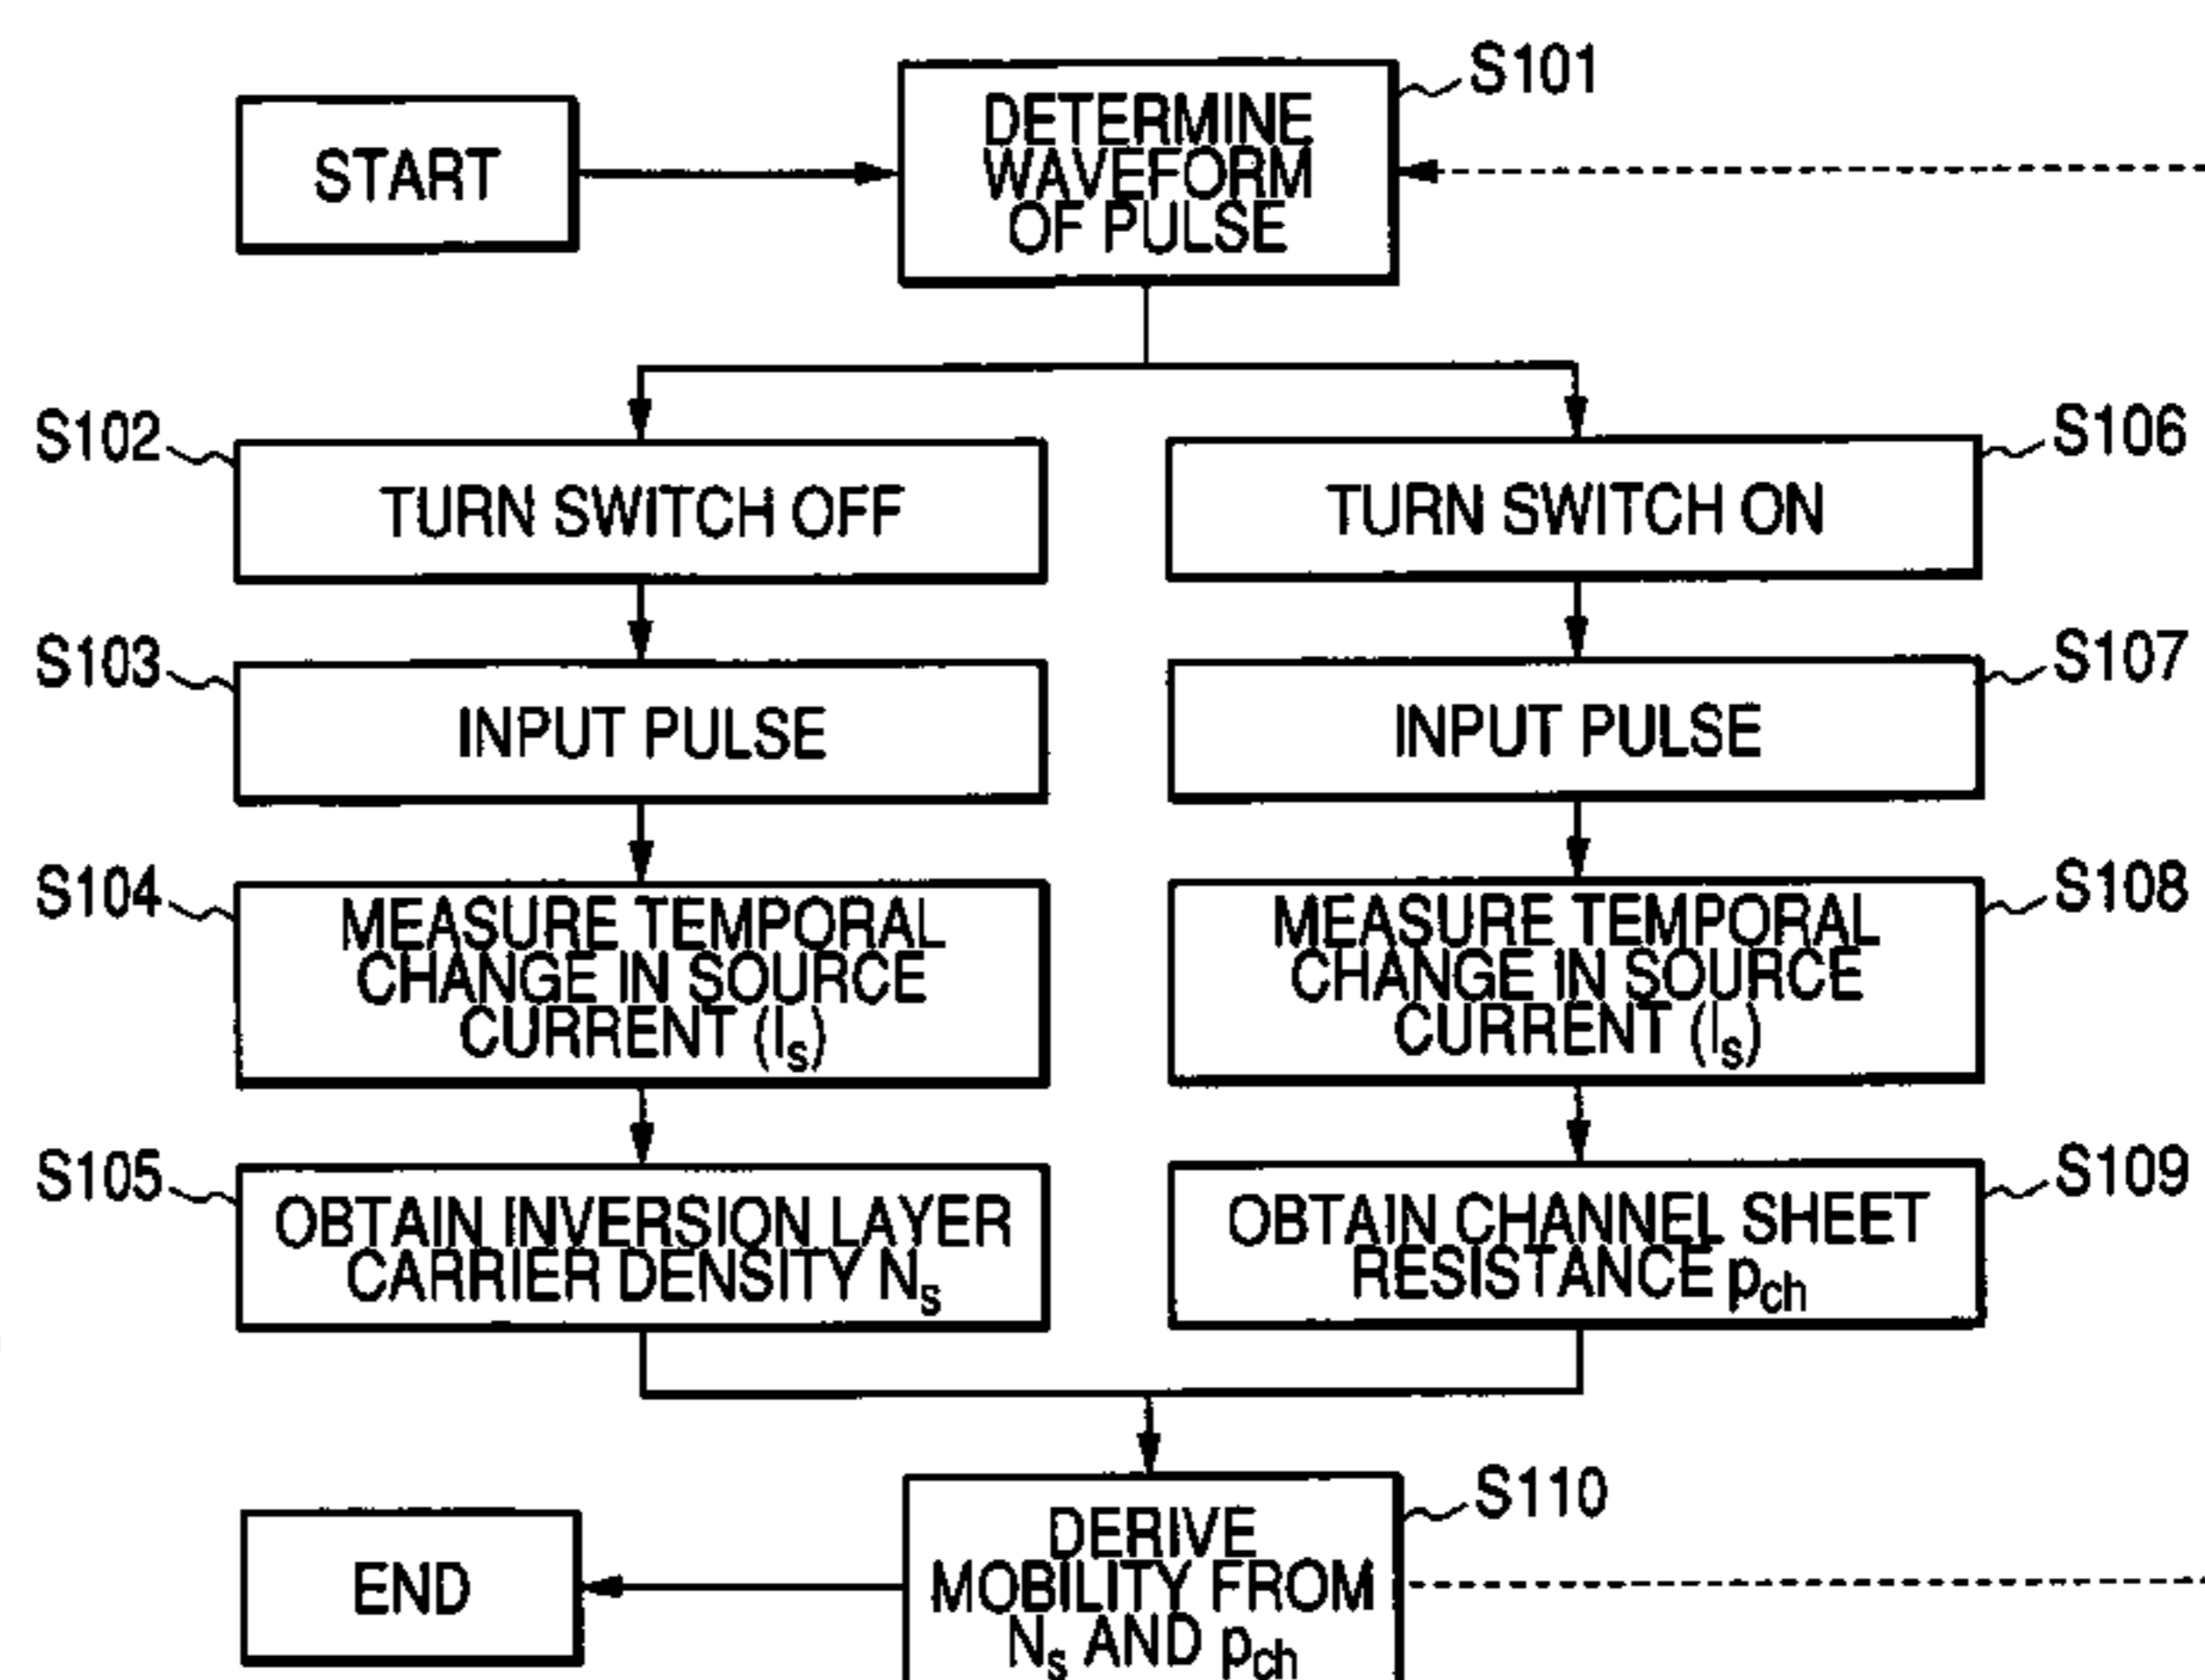 START
S101
DETERMINE
WAVEFORM
OF PULSE
S102
TURN SWITCH OFF
S103
INPUT PULSE
S104
MEASURE TEMPORAL
CHANGE IN SOURCE
CURRENT (Is)
S105
OBTAIN INVERSION LAYER
CARRIER DENSITY Ns
S106
TURN SWITCH ON
S107
INPUT PULSE
S108
MEASURE TEMPORAL
CHANGE IN SOURCE
CURRENT (Is)
S109
OBTAIN CHANNEL SHEET
RESISTANCE pch
S110
DERIVE
MOBILITY FROM
Ns AND pch
END